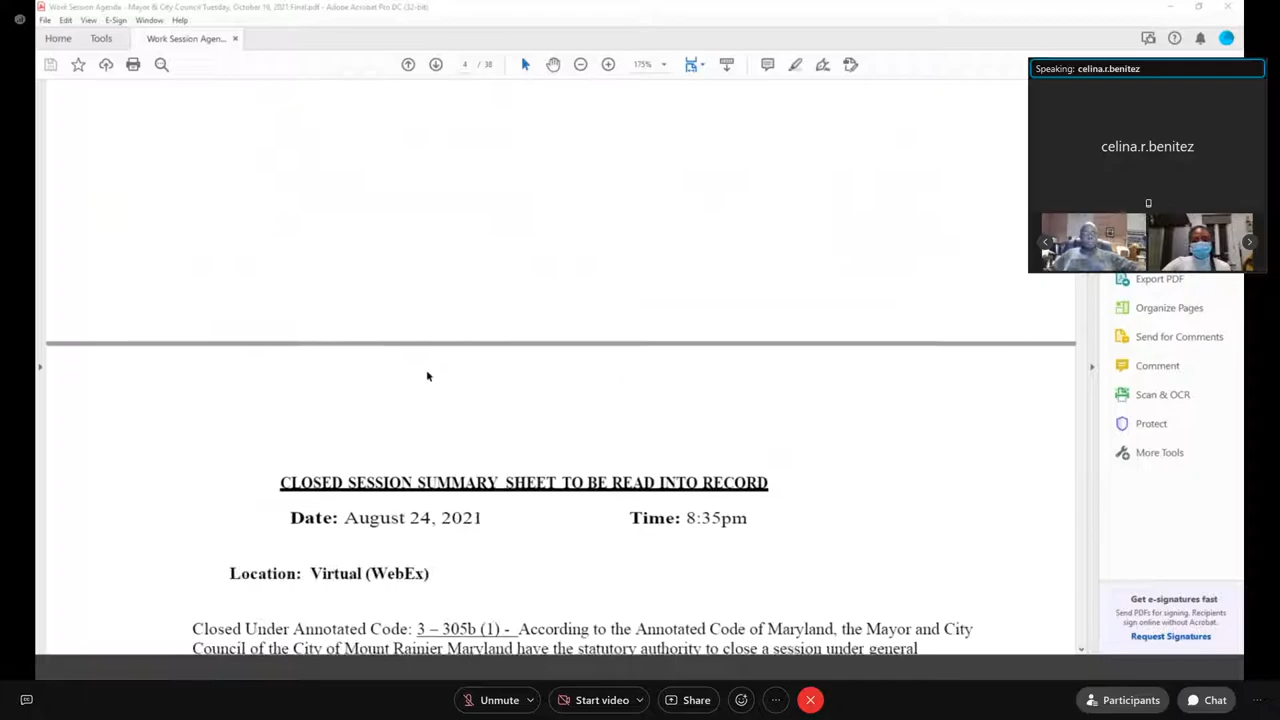 Work Session Agenda - Mayor & City Council Tuesday, October 19, 2021 Final.pdf - Adobe Acrobat Pro DC (32-bit)
File Edit View E-Sign Window Help
Home Tools Work Session Agen... ×
4 / 38 175%
Speaking: celina.r.benitez
celina.r.benitez
Export PDF
Organize Pages
Send for Comments
Comment
Scan & OCR
Protect
More Tools
CLOSED SESSION SUMMARY SHEET TO BE READ INTO RECORD
Date: August 24, 2021 Time: 8:35pm
Location: Virtual (WebEx)
Closed Under Annotated Code: 3 – 305b (1) - According to the Annotated Code of Maryland, the Mayor and City
Council of the City of Mount Rainier Maryland have the statutory authority to close a session under general
Get e-signatures fast
Send PDFs for signing. Recipients
sign online without Acrobat.
Request Signatures
Unmute Start video Share Participants Chat